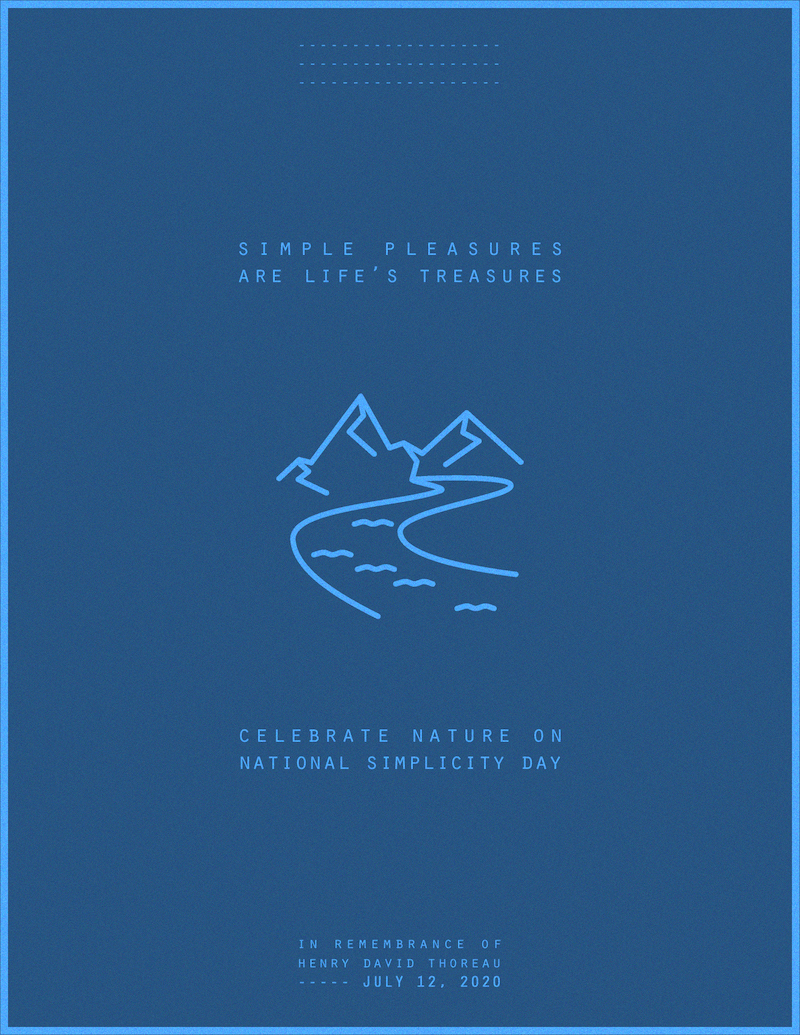 SIMPLE PLEASURES
ARE LIFE'S TREASURES
CELEBRATE NATURE ON
NATIONAL SIMPLICITY DAY
IN REMEMBRANCE OF
HENRY DAVID THOREAU
----- JULY 12, 2020